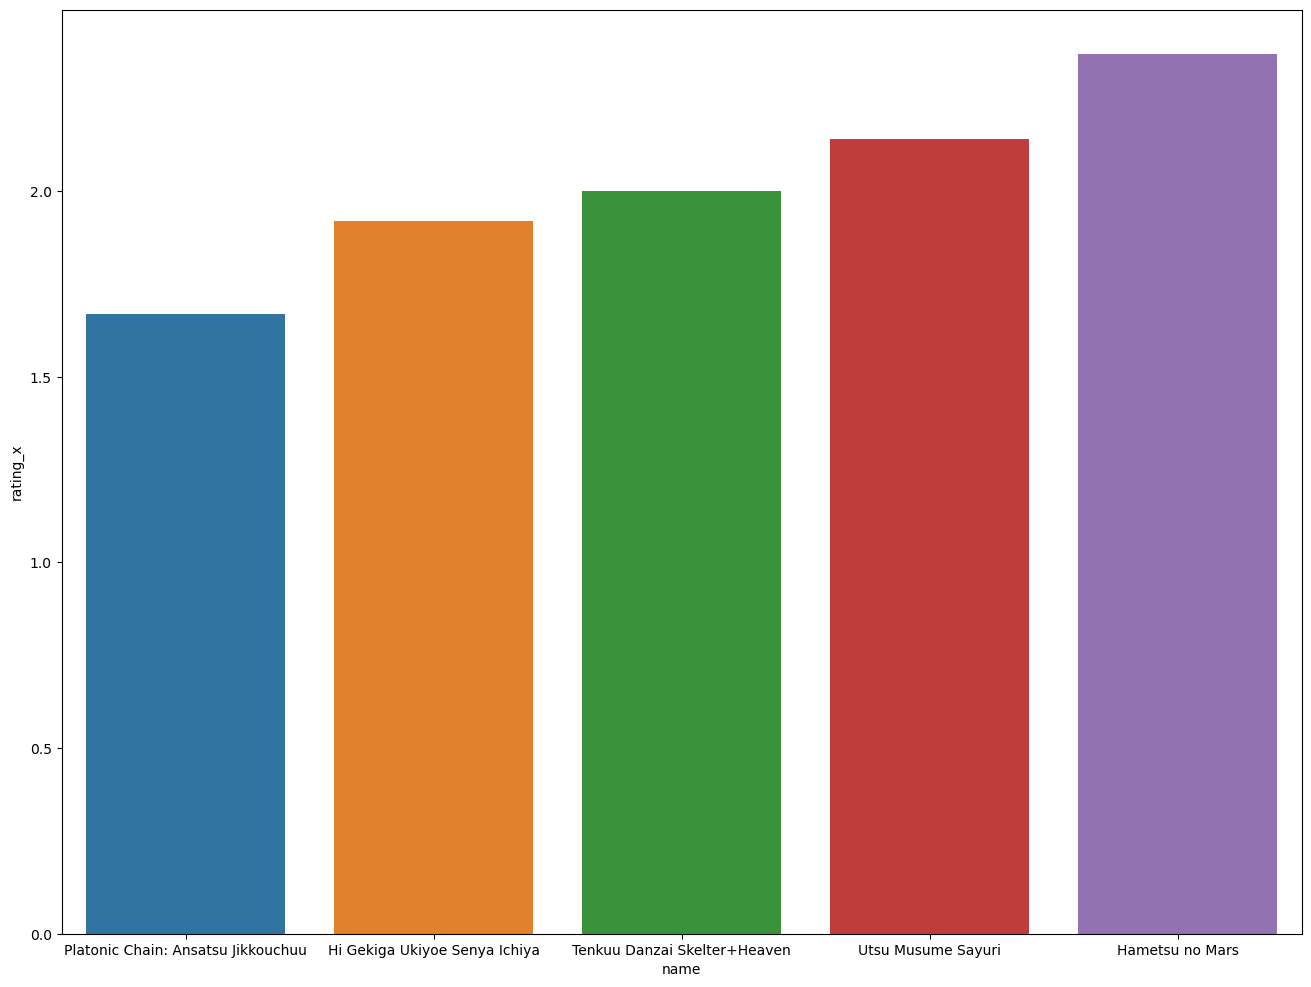 2.0
1.5
1.0
0.5
0.0
rating_x
Platonic Chain: Ansatsu Jikkouchuu
Hi Gekiga Ukiyoe Senya Ichiya
Tenkuu Danzai Skelter+Heaven
Utsu Musume Sayuri
Hametsu no Mars
name